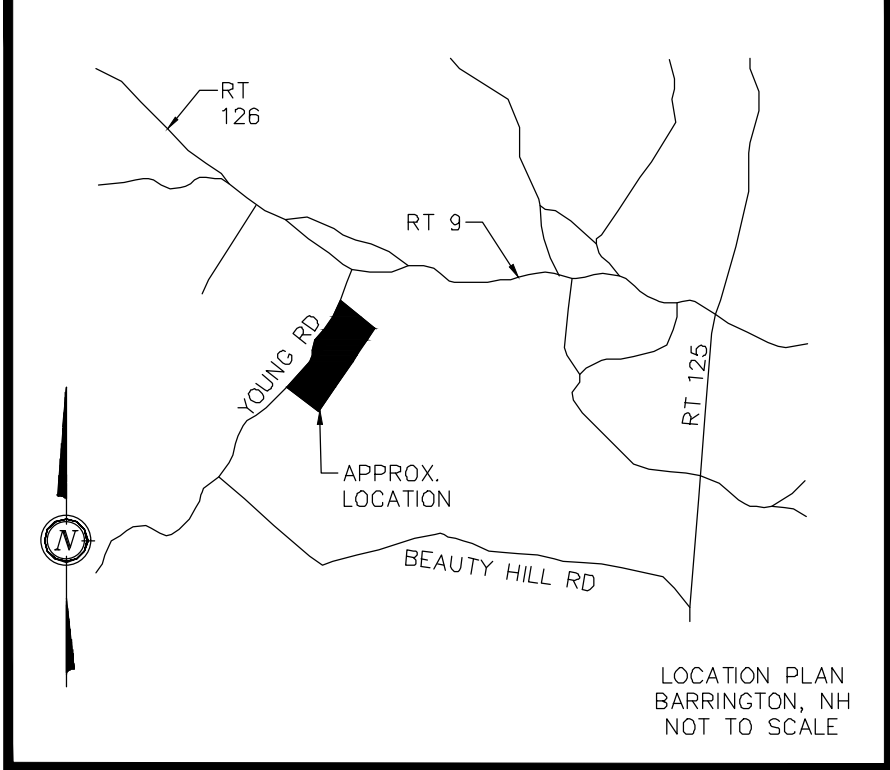 RT
126
RT 9
YOUNG RD
RT 125
APPROX.
LOCATION
N
BEAUTY HILL RD
LOCATION PLAN
BARRINGTON, NH
NOT TO SCALE